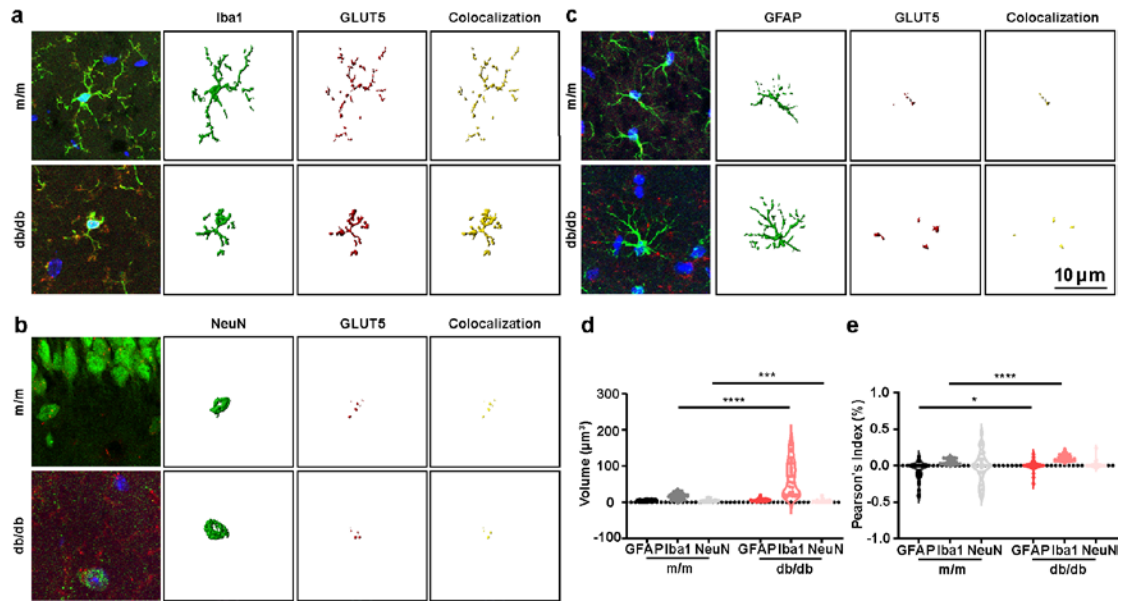 a
Iba1 GLUT5 Colocalization
m/m
db/db
c
GFAP GLUT5 Colocalization
m/m
db/db
10 µm
b
NeuN GLUT5 Colocalization
m/m
db/db
d
Volume (µm³)
300
200
100
0
-100
****
***
GFAP Iba1 NeuN GFAP Iba1 NeuN
m/m db/db
e
Pearson's Index (%)
1.0
0.5
0.0
-0.5
-1.0
*
****
GFAP Iba1 NeuN GFAP Iba1 NeuN
m/m db/db